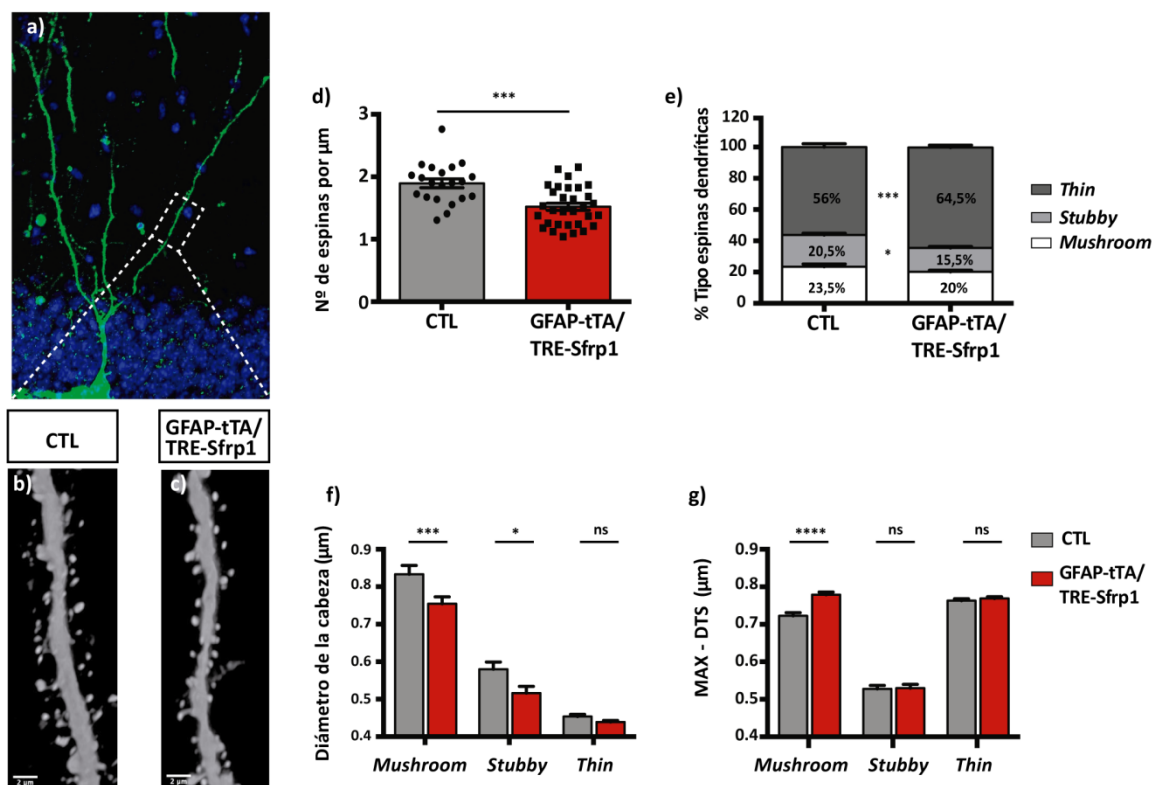 a)
CTL
GFAP-tTA/
TRE-Sfrp1
b)
2 µm
c)
2 µm
d)
***
Nº de espinas por µm
3
2
1
0
CTL
GFAP-tTA/
TRE-Sfrp1
e)
% Tipo espinas dendríticas
120
100
80
60
40
20
0
56%
***
64,5%
20,5%
*
15,5%
23,5%
20%
CTL
GFAP-tTA/
TRE-Sfrp1
Thin
Stubby
Mushroom
f)
Diámetro de la cabeza (µm)
***
*
ns
0.9
0.8
0.7
0.6
0.5
0.4
Mushroom
Stubby
Thin
g)
MAX - DTS (µm)
****
ns
ns
0.9
0.8
0.7
0.6
0.5
0.4
Mushroom
Stubby
Thin
CTL
GFAP-tTA/
TRE-Sfrp1